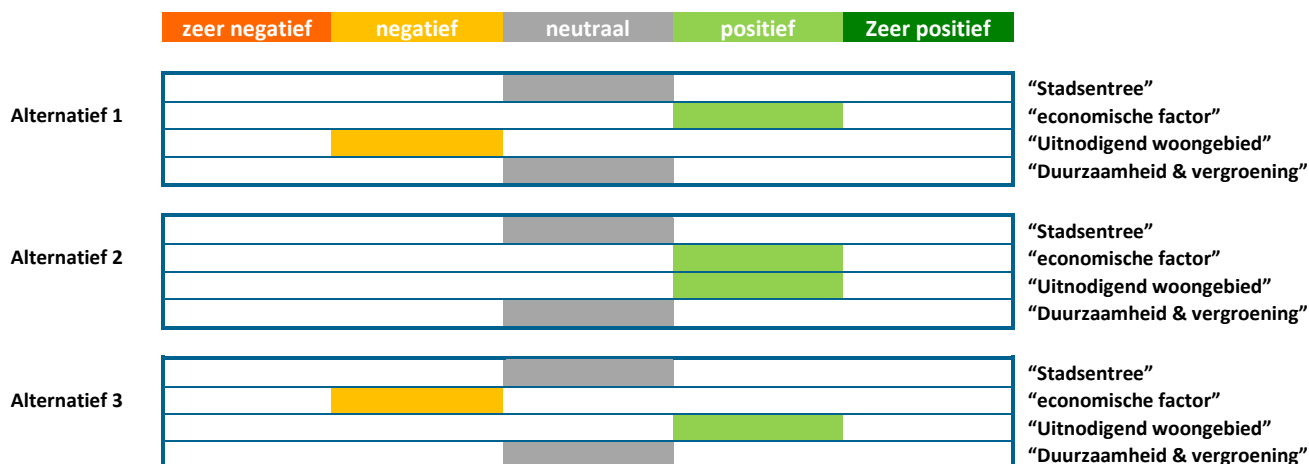 zeer negatief negatief neutraal positief Zeer positief
“Stadsentree”
Alternatief 1 “economische factor”
“Uitnodigend woongebied”
“Duurzaamheid & vergroening”
“Stadsentree”
Alternatief 2 “economische factor”
“Uitnodigend woongebied”
“Duurzaamheid & vergroening”
“Stadsentree”
Alternatief 3 “economische factor”
“Uitnodigend woongebied”
“Duurzaamheid & vergroening”